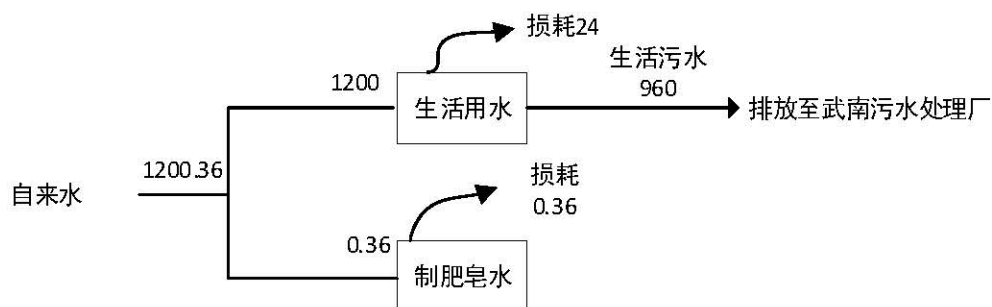 损耗24
生活污水
960
1200
生活用水
排放至武南污水处理厂
1200.36
自来水
损耗
0.36
0.36
制肥皂水